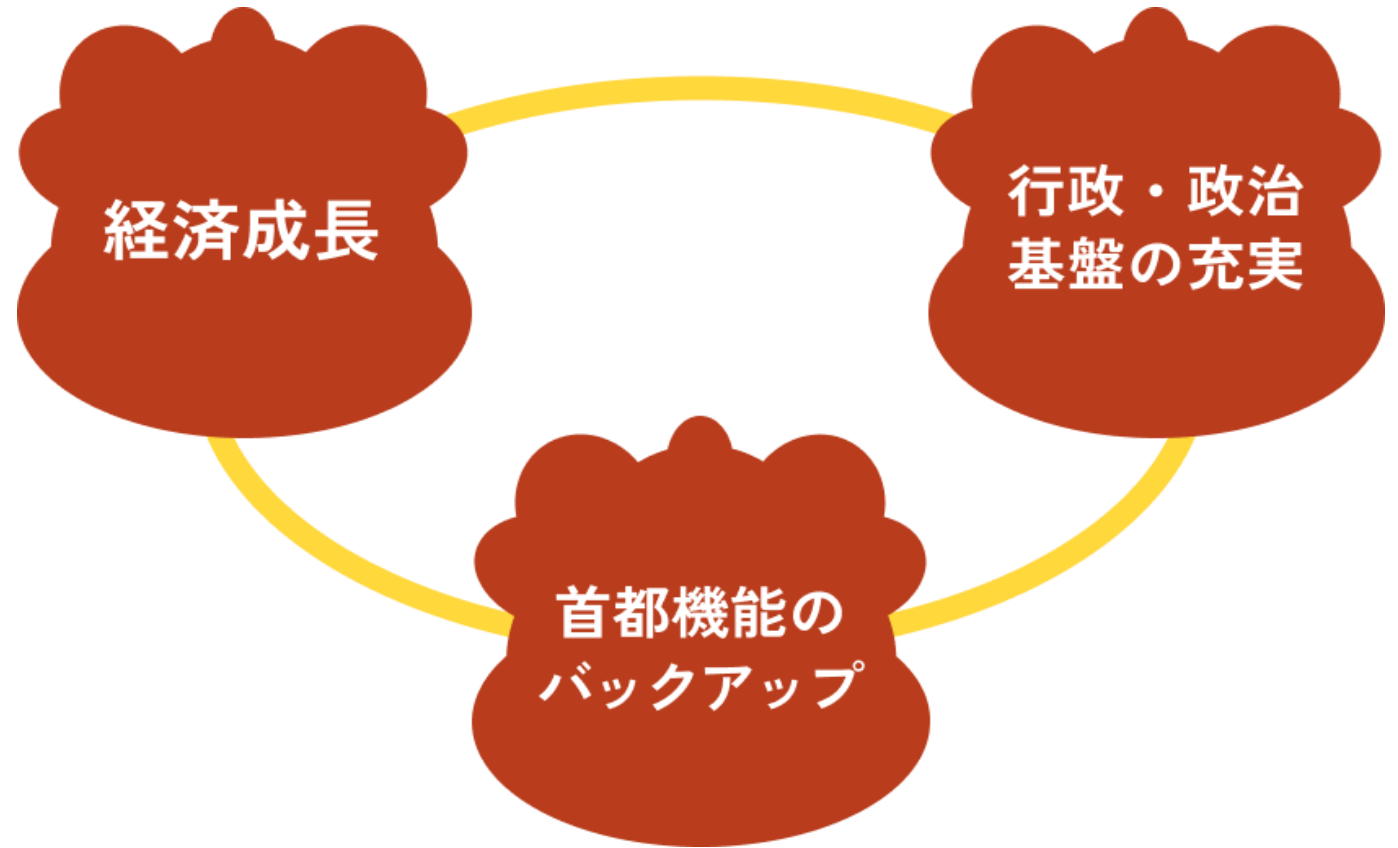 経済成長
行政・政治
基盤の充実
首都機能の
バックアップ